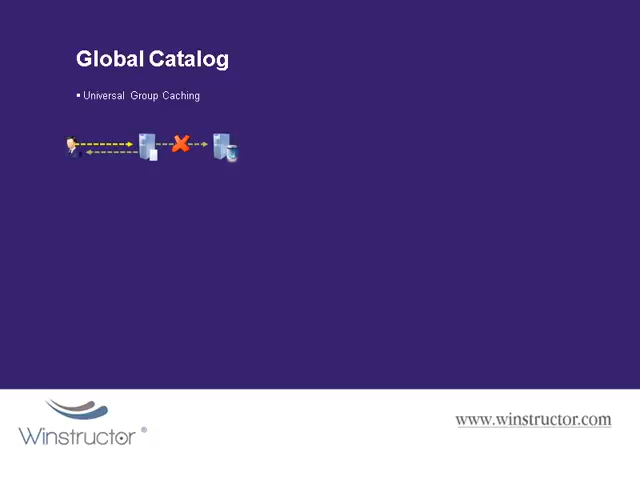 Global Catalog
▪ Universal Group Caching
Winstructor ®
www.winstructor.com